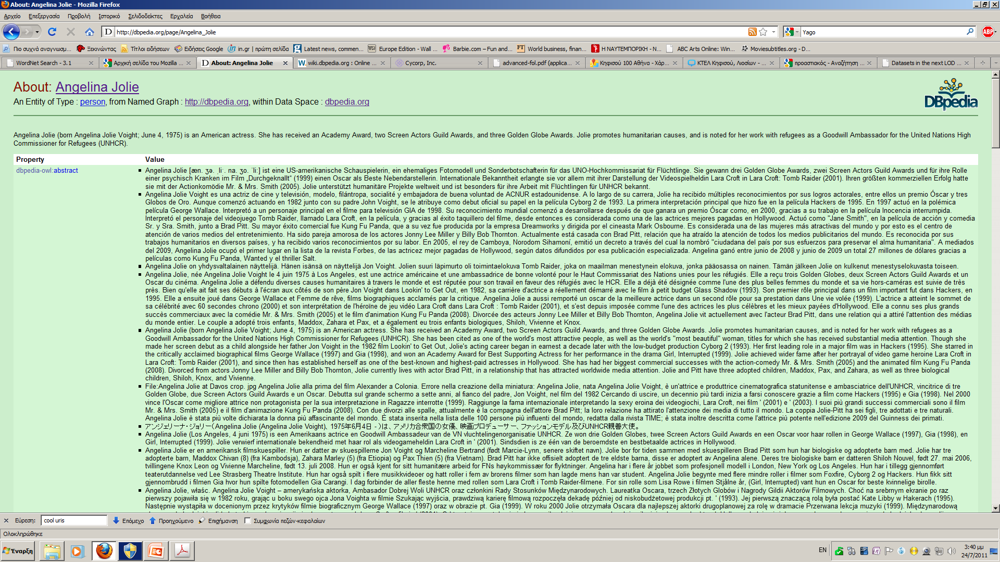 About: Angelina Jolie - Mozilla Firefox
Αρχείο Επεξεργασία Προβολή Ιστορικό Σελιδοδείκτες Εργαλεία Βοήθεια
D http://dbpedia.org/page/Angelina_Jolie Yago ABP
Πιο συχνά αναγνωσμ... Ξεκινώντας Τίτλοι ειδήσεων Ειδήσεις Google in.gr | πρώτη σελίδα Latest news, commen... WSJ Europe Edition - Wall ... Barbie.com – Fun and... FT World business, finan... Η ΝΑΥΤΕΜΠΟΡΙΚΗ - N... ABC Arts Online: Win... Moviesubtitles.org - D...
WordNet Search - 3.1 Αρχική σελίδα του Mozilla ... D About: Angelina Jolie W. wiki.dbpedia.org : Online ... Cycorp, Inc. advanced-fol.pdf (applica... Κηφισού 100 Αθήνα - Χάρ... ΚΤΕΛ Κηφισού, Λιοσίων - ... προαστιακός - Αναζήτηση ... Datasets in the next LOD ...
About: Angelina Jolie
DBpedia
An Entity of Type : person, from Named Graph : http://dbpedia.org, within Data Space : dbpedia.org
Angelina Jolie (born Angelina Jolie Voight; June 4, 1975) is an American actress. She has received an Academy Award, two Screen Actors Guild Awards, and three Golden Globe Awards. Jolie promotes humanitarian causes, and is noted for her work with refugees as a Goodwill Ambassador for the United Nations High
Commissioner for Refugees (UNHCR).
Property Value
dbpedia-owl:abstract
Angelina Jolie [æn. ʒə. ˌliˑ. na. ʒo. ˈliː] ist eine US-amerikanische Schauspielerin, ein ehemaliges Fotomodell und Sonderbotschafterin für das UNO-Hochkommissariat für Flüchtlinge. Sie gewann drei Golden Globe Awards, zwei Screen Actors Guild Awards und für ihre Rolle
einer psychisch Kranken im Film „Durchgeknallt“ (1999) einen Oscar als Beste Nebendarstellerin. Internationale Bekanntheit erlangte sie vor allem mit ihrer Darstellung der Videospielheldin Lara Croft in Lara Croft: Tomb Raider (2001). Ihren größten kommerziellen Erfolg hatte
sie mit der Actionkomödie Mr. & Mrs. Smith (2005). Jolie unterstützt humanitäre Projekte weltweit und ist besonders für ihre Arbeit mit Flüchtlingen für UNHCR bekannt.
Angelina Jolie Voight es una actriz de cine y televisión, modelo, filántropa, socialité y embajadora de buena voluntad de ACNUR estadounidense. A lo largo de su carrera, Jolie ha recibido múltiples reconocimientos por sus logros actorales, entre ellos un premio Óscar y tres
Globos de Oro. Aunque comenzó actuando en 1982 junto con su padre John Voight, se le atribuye como debut oficial su papel en la película Cyborg 2 de 1993. La primera interpretación principal que hizo fue en la película Hackers de 1995. En 1997 actuó en la polémica
película George Wallace. Interpretó a un personaje principal en el filme para televisión GIA de 1998. Su reconocimiento mundial comenzó a desarrollarse después de que ganara un premio Óscar como, en 2000, gracias a su trabajo en la película Inocencia interrumpida.
Interpretó el personaje del videojuego Tomb Raider, llamado Lara Croft, en la película, y gracias al éxito taquillero del filme, desde entonces es considerada como una de las actrices mejores pagadas en Hollywood. Actuó como "Jane Smith", en la película de acción y comedia
Sr. y Sra. Smith, junto a Brad Pitt. Su mayor éxito comercial fue Kung Fu Panda, que a su vez fue producida por la empresa Dreamworks y dirigida por el cineasta Mark Osbourne. Es considerada una de las mujeres más atractivas del mundo y por esto es el centro de
atención de varios medios del entretenimiento. Ha sido pareja amorosa de los actores Jonny Lee Miller y Billy Bob Thornton. Actualmente está casada con Brad Pitt, relación que ha atraído la atención de todos los medios publicitarios del mundo. Es reconocida por sus
trabajos humanitarios en diversos países, y ha recibido varios reconocimientos por su labor. En 2005, el rey de Camboya, Norodom Sihamoní, emitió un decreto a través del cual la nombró "ciudadana del país por sus esfuerzos para preservar el alma humanitaria". A mediados
del 2009, Angelina Jolie ocupó el primer lugar en la lista de la revista Forbes, de las actricez mejor pagadas de Hollywood, según datos difundidos por esa publicación especializada. Angelina ganó entre junio de 2008 y junio de 2009 un total 27 millones de dólares gracias a
películas como Kung Fu Panda, Wanted y el thriller Salt.
Angelina Jolie on yhdysvaltalainen näyttelijä. Hänen isänsä on näyttelijä Jon Voight. Jolien suuri läpimurto oli toimintaelokuva Tomb Raider, joka on maailman menestynein elokuva, jonka pääosassa on nainen. Tämän jälkeen Jolie on kulkenut menestyselokuvasta toiseen.
Angelina Jolie, née Angelina Jolie Voight le 4 juin 1975 à Los Angeles, est une actrice américaine et une ambassadrice de bonne volonté pour le Haut Commissariat des Nations unies pour les réfugiés. Elle a reçu trois Golden Globes, deux Screen Actors Guild Awards et un
Oscar du cinéma. Angelina Jolie a défendu diverses causes humanitaires à travers le monde et est réputée pour son travail en faveur des réfugiés avec le HCR. Elle a déjà été désignée comme l'une des plus belles femmes du monde et sa vie hors-caméras est suivie de très
près. Bien qu'elle ait fait ses débuts à l'écran aux côtés de son père Jon Voight dans Lookin' to Get Out, en 1982, sa carrière d'actrice a réellement démarré avec le film à petit budget Glass Shadow (1993). Son premier rôle principal dans un film important fut dans Hackers, en
1995. Elle a ensuite joué dans George Wallace et Femme de rêve, films biographiques acclamés par la critique. Angelina Jolie a aussi remporté un oscar de la meilleure actrice dans un second rôle pour sa prestation dans Une vie volée (1999). L'actrice a atteint le sommet de
sa célébrité avec 60 secondes chrono (2000) et son interprétation de l'héroïne de jeu vidéo Lara Croft dans Lara Croft : Tomb Raider (2001), et s'est depuis imposée comme l'une des actrices les plus célèbres et les mieux payées d'Hollywood. Elle a connu ses plus grands
succès commerciaux avec la comédie Mr. & Mrs. Smith (2005) et le film d'animation Kung Fu Panda (2008). Divorcée des acteurs Jonny Lee Miller et Billy Bob Thornton, Angelina Jolie vit actuellement avec l'acteur Brad Pitt, dans une relation qui a attiré l'attention des médias
du monde entier. Le couple a adopté trois enfants, Maddox, Zahara et Pax, et a également eu trois enfants biologiques, Shiloh, Vivienne et Knox.
Angelina Jolie (born Angelina Jolie Voight; June 4, 1975) is an American actress. She has received an Academy Award, two Screen Actors Guild Awards, and three Golden Globe Awards. Jolie promotes humanitarian causes, and is noted for her work with refugees as a
Goodwill Ambassador for the United Nations High Commissioner for Refugees (UNHCR). She has been cited as one of the world's most attractive people, as well as the world's "most beautiful" woman, titles for which she has received substantial media attention. Though she
made her screen debut as a child alongside her father Jon Voight in the 1982 film Lookin' to Get Out, Jolie's acting career began in earnest a decade later with the low-budget production Cyborg 2 (1993). Her first leading role in a major film was in Hackers (1995). She starred in
the critically acclaimed biographical films George Wallace (1997) and Gia (1998), and won an Academy Award for Best Supporting Actress for her performance in the drama Girl, Interrupted (1999). Jolie achieved wider fame after her portrayal of video game heroine Lara Croft in
Lara Croft: Tomb Raider (2001), and since then has established herself as one of the best-known and highest-paid actresses in Hollywood. She has had her biggest commercial successes with the action-comedy Mr. & Mrs. Smith (2005) and the animated film Kung Fu Panda
(2008). Divorced from actors Jonny Lee Miller and Billy Bob Thornton, Jolie currently lives with actor Brad Pitt, in a relationship that has attracted worldwide media attention. Jolie and Pitt have three adopted children, Maddox, Pax, and Zahara, as well as three biological
children, Shiloh, Knox, and Vivienne.
File:Angelina Jolie at Davos crop. jpg Angelina Jolie alla prima del film Alexander a Colonia. Errore nella creazione della miniatura: Angelina Jolie, nata Angelina Jolie Voight, è un'attrice e produttrice cinematografica statunitense e ambasciatrice dell'UNHCR, vincitrice di tre
Golden Globe, due Screen Actors Guild Awards e un Oscar. Debutta sul grande schermo a sette anni, al fianco del padre, Jon Voight, nel film del 1982 Cercando di uscire, un decennio più tardi inizia a farsi conoscere grazie a film come Hackers (1995) e Gia (1998). Nel 2000
vince l'Oscar come migliore attrice non protagonista per la sua interpretazione in Ragazze interrotte (1999). Raggiunge la fama internazionale interpretando la sexy eroina dei videogiochi, Lara Croft, nei film ' (2001) e ' (2003). I suoi più grandi successi commerciali sono il film
Mr. & Mrs. Smith (2005) e il film d'animazione Kung Fu Panda (2008). Con due divorzi alle spalle, attualmente è la compagna dell'attore Brad Pitt; la loro relazione ha attirato l'attenzione dei media di tutto il mondo. La coppia Jolie-Pitt ha sei figli, tre adottati e tre naturali.
Angelina Jolie è stata più volte dichiarata la donna più affascinante del mondo. È stata inserita nella lista delle 100 persone più influenti del mondo, redatta dalla rivista TIME; è stata inoltre descritta come l'attrice più potente nell'edizione 2009 del Guinness dei primati.
アンジェリーナ・ジョリー（Angelina Jolie (Angelina Jolie Voight)、1975年6月4日 - ）は、アメリカ合衆国の女優、映画プロデューサー、ファッションモデル及びUNHCR親善大使。
Angelina Jolie (Los Angeles, 4 juni 1975) is een Amerikaans actrice en Goodwill Ambassadeur van de VN vluchtelingenorganisatie UNHCR. Ze won drie Golden Globes, twee Screen Actors Guild Awards en een Oscar voor haar rollen in George Wallace (1997), Gia (1998), en
Girl, Interrupted (1999). Jolie verwierf internationale bekendheid met haar rol als videogameheldin Lara Croft in ' (2001). Sindsdien is ze één van de beroemdste en bestbetaalde actrices in Hollywood.
Angelina Jolie er en amerikansk filmskuespiller. Hun er datter av skuespillerne Jon Voight og Marcheline Bertrand (født Marcie-Lynn, senere skiftet navn). Jolie bor for tiden sammen med skuespilleren Brad Pitt som hun har biologiske og adopterte barn med. Jolie har tre
adopterte barn, Maddox Chivan (8) (fra Kambodsja), Zahara Marley (5) (fra Etiopia) og Pax Thien (5) (fra Vietnam). Brad Pitt har ikke offisielt adoptert de tre eldste barna, disse er adoptert av Angelina alene. Deres tre biologiske barn er datteren Shiloh Nouvel, født 27. mai 2006,
tvillingene Knox Leon og Vivienne Marcheline, født 13. juli 2008. Hun er også kjent for sitt humanitære arbeid for FNs høykommissær for flyktninger. Angelina har i flere år jobbet som profesjonell modell i London, New York og Los Angeles. Hun har i tillegg gjennomført
teaterutdannelse ved Lee Strasberg Theatre Institute. Hun har også spilt i flere musikkvideoer og hatt roller i fem av brorens filmer som han lagde mens han var student. Angelina Jolie begynte med flere mindre roller i filmer som Foxfire, Cyborg 2 og Hackers. Hun fikk sitt
gjennombrudd i filmen Gia hvor hun spilte fotomodellen Gia Carangi. I dag forbinder de aller fleste henne med rollen som Lara Croft i Tomb Raider-filmene. For sin rolle som Lisa Rowe i filmen Stjålne år, (Girl, Interrupted) vant hun en Oscar for beste kvinnelige birolle.
Angelina Jolie, właśc. Angelina Jolie Voight – amerykańska aktorka, Ambasador Dobrej Woli UNHCR oraz członkini Rady Stosunków Międzynarodowych. Laureatka Oscara, trzech Złotych Globów i Nagrody Gildii Aktorów Filmowych. Choć na srebrnym ekranie po raz
pierwszy pojawiła się w 1982 roku, grając u boku swego ojca Jona Voighta w filmie Szukając wyjścia, prawdziwą karierę filmową rozpoczęła dekadę później od niskobudżetowej produkcji pt. ' (1993). Jej pierwszą znaczącą rolą była postać Kate Libby w Hakerach (1995).
Następnie wystąpiła w docenionym przez krytyków filmie biograficznym George Wallace (1997) oraz w obrazie pt. Gia (1999). W roku 2000 Jolie otrzymała Oscara dla najlepszej aktorki drugoplanowej za rolę w dramacie Przerwana lekcja muzyki (1999). Międzynarodową
Εύρεση: cool uris Επόμενο Προηγούμενο Επισήμανση Συμφωνία πεζών-κεφαλαίων
Ολοκληρώθηκε
Έναρξη EN 3:40 μμ
24/7/2011